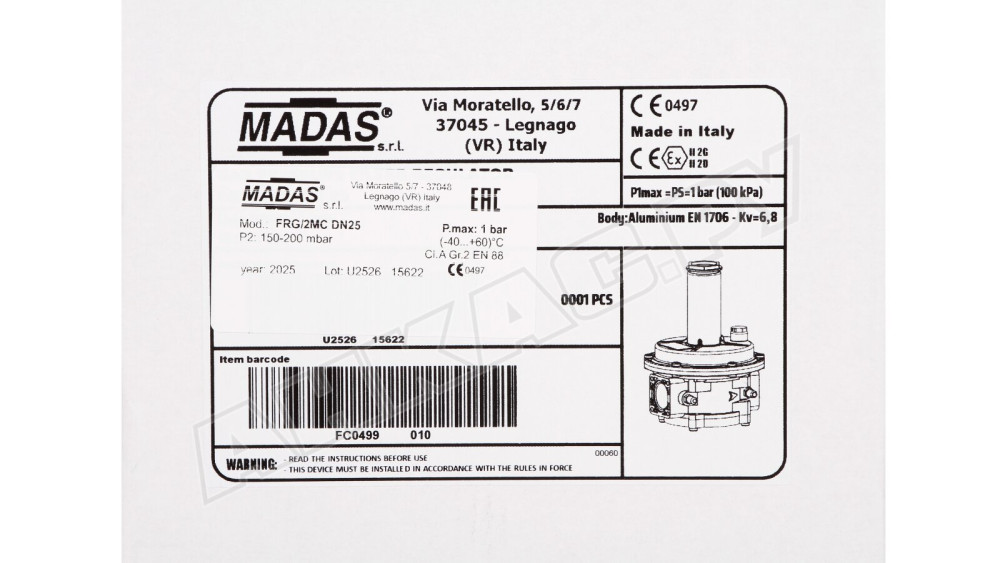 MADAS® s.r.l.
Via Moratello, 5/6/7
37045 - Legnago
(VR) Italy
CE 0497
Made in Italy
CE Ex II 2G
II 2D
P1max =PS=1 bar (100 kPa)
REGULATOR
MADAS® s.r.l.
Via Moratello 5/7 - 37048
Legnago (VR) Italy
www.madas.it
EAC
Mod.: FRG/2MC DN25
P2: 150-200 mbar
P.max: 1 bar
(-40...+60)°C
Cl.A Gr.2 EN 88
year: 2025 Lot: U2526 15622
CE 0497
Body:Aluminium EN 1706 - Kv=6,8
0001 PCS
U2526 15622
Item barcode
FC0499 010
00060
WARNING:
- READ THE INSTRUCTIONS BEFORE USE
- THIS DEVICE MUST BE INSTALLED IN ACCORDANCE WITH THE RULES IN FORCE